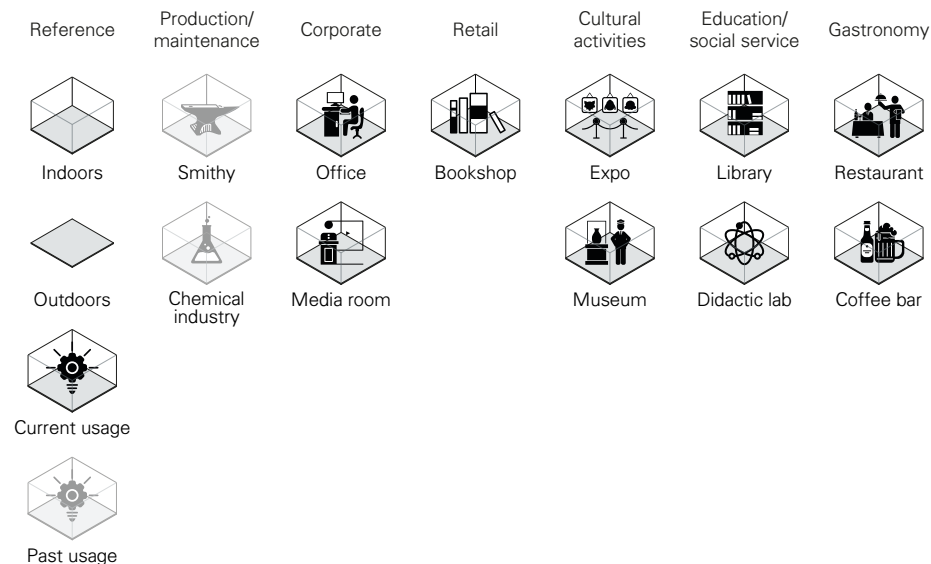 Reference
Production/
maintenance
Corporate
Retail
Cultural
activities
Education/
social service
Gastronomy
Indoors
Smithy
Office
Bookshop
Expo
Library
Restaurant
Outdoors
Chemical
industry
Media room
Museum
Didactic lab
Coffee bar
Current usage
Past usage